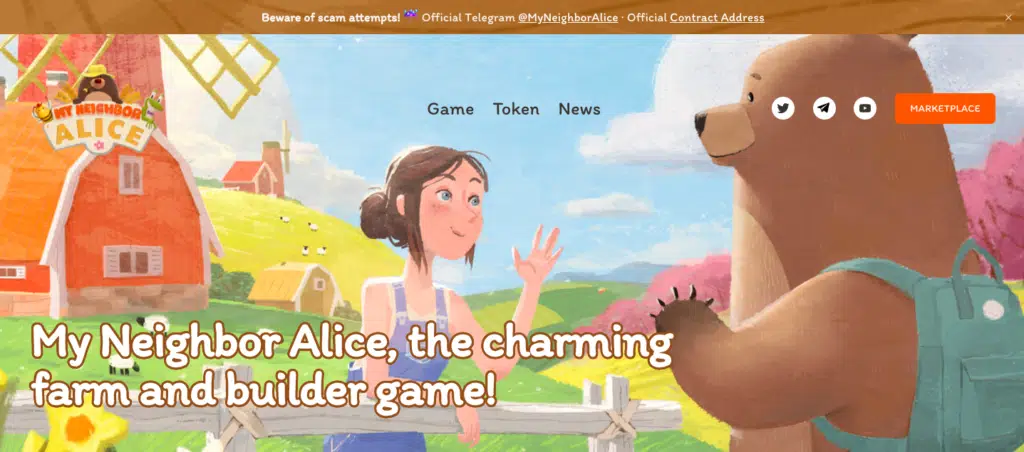 Beware of scam attempts! Official Telegram @MyNeighborAlice · Official Contract Address ×
MY NEIGHBOR
ALICE
Game Token News
MARKETPLACE
My Neighbor Alice, the charming
farm and builder game!